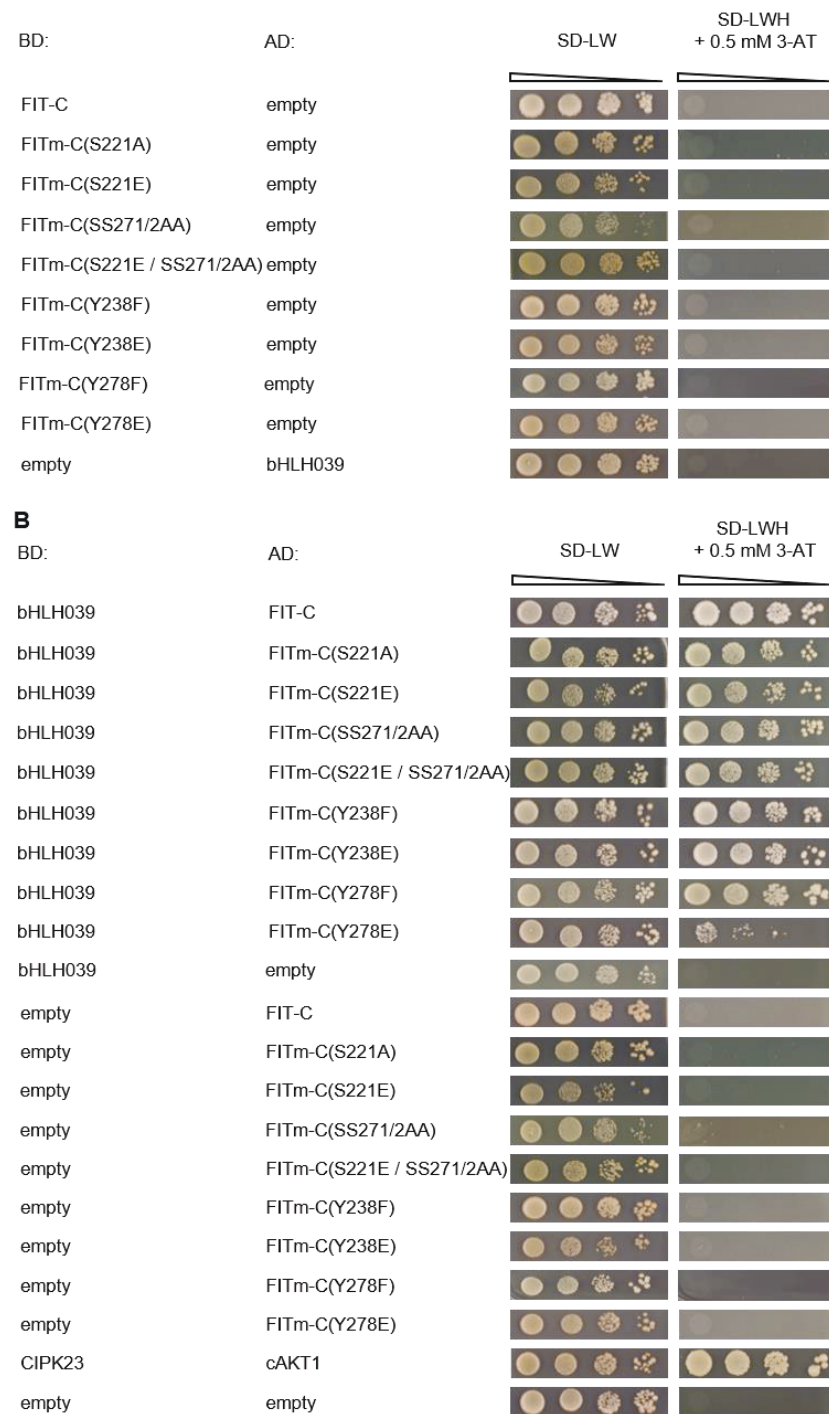 BD: AD: SD-LW SD-LWH
+ 0.5 mM 3-AT
FIT-C empty
FITm-C(S221A) empty
FITm-C(S221E) empty
FITm-C(SS271/2AA) empty
FITm-C(S221E / SS271/2AA) empty
FITm-C(Y238F) empty
FITm-C(Y238E) empty
FITm-C(Y278F) empty
FITm-C(Y278E) empty
empty bHLH039
B
BD: AD: SD-LW SD-LWH
+ 0.5 mM 3-AT
bHLH039 FIT-C
bHLH039 FITm-C(S221A)
bHLH039 FITm-C(S221E)
bHLH039 FITm-C(SS271/2AA)
bHLH039 FITm-C(S221E / SS271/2AA)
bHLH039 FITm-C(Y238F)
bHLH039 FITm-C(Y238E)
bHLH039 FITm-C(Y278F)
bHLH039 FITm-C(Y278E)
bHLH039 empty
empty FIT-C
empty FITm-C(S221A)
empty FITm-C(S221E)
empty FITm-C(SS271/2AA)
empty FITm-C(S221E / SS271/2AA)
empty FITm-C(Y238F)
empty FITm-C(Y238E)
empty FITm-C(Y278F)
empty FITm-C(Y278E)
CIPK23 cAKT1
empty empty